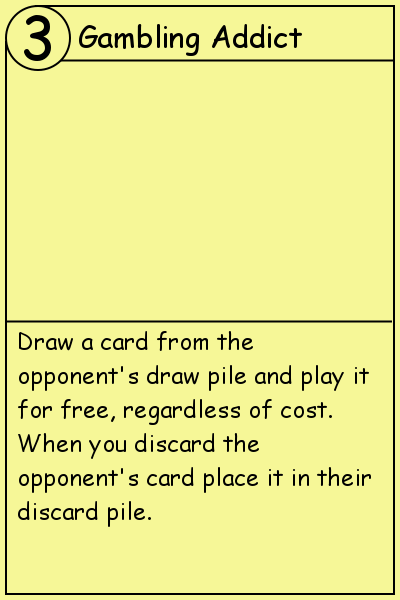 3 Gambling Addict
Draw a card from the
opponent's draw pile and play it
for free, regardless of cost.
When you discard the
opponent's card place it in their
discard pile.